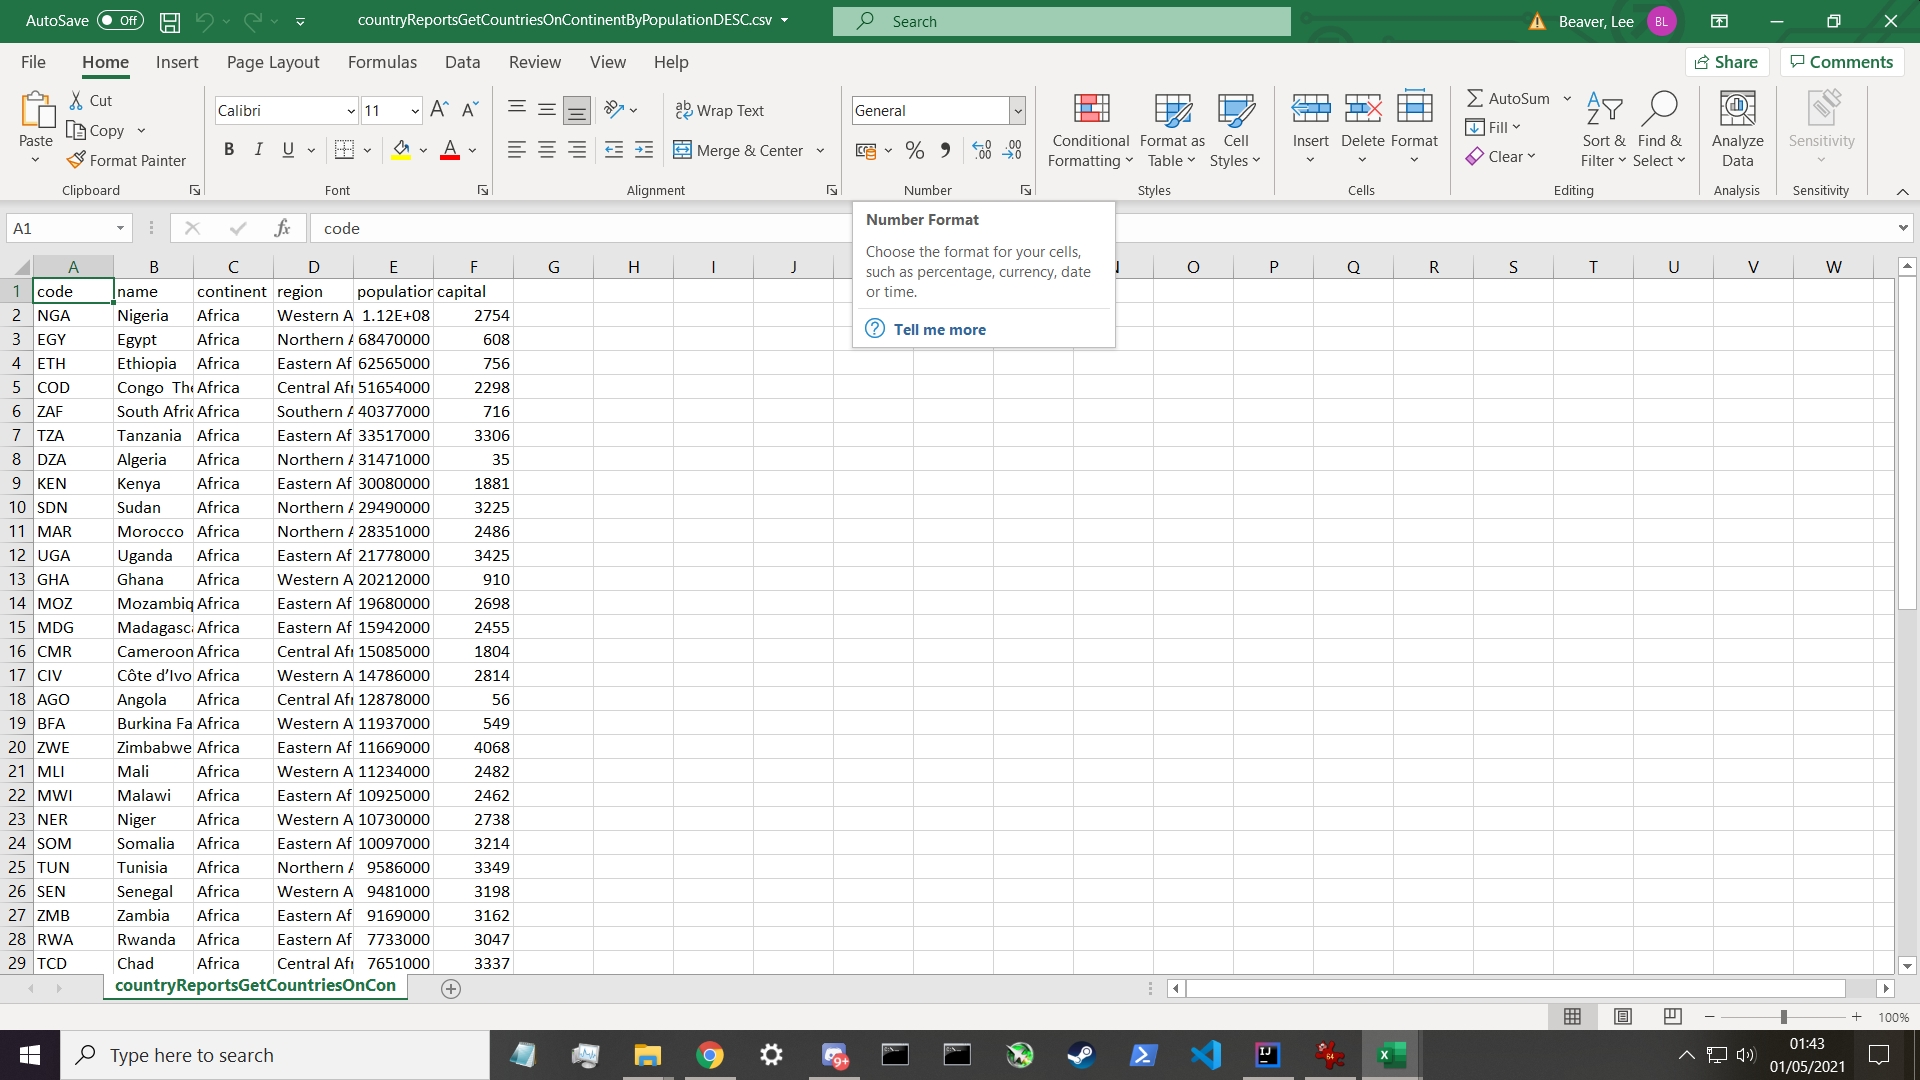 AutoSave Off countryReportsGetCountriesOnContinentByPopulationDESC.csv Search Beaver, Lee BL
File Home Insert Page Layout Formulas Data Review View Help Share Comments
Paste Cut Copy Format Painter Clipboard
Calibri 11 A A B I U A Font
ab Wrap Text Merge & Center Alignment
General % Number
Conditional Formatting Format as Table Cell Styles Styles
Insert Delete Format Cells
AutoSum Fill Clear Sort & Filter Find & Select Editing
Analyze Data Analysis
Sensitivity Sensitivity
A1 fx code
Number Format
Choose the format for your cells,
such as percentage, currency, date
or time.
Tell me more
A B C D E F G H I J N O P Q R S T U V W
1 code name continent region population capital
2 NGA Nigeria Africa Western A 1.12E+08 2754
3 EGY Egypt Africa Northern A 68470000 608
4 ETH Ethiopia Africa Eastern Af 62565000 756
5 COD Congo The Africa Central Afr 51654000 2298
6 ZAF South Afric Africa Southern A 40377000 716
7 TZA Tanzania Africa Eastern Af 33517000 3306
8 DZA Algeria Africa Northern A 31471000 35
9 KEN Kenya Africa Eastern Af 30080000 1881
10 SDN Sudan Africa Northern A 29490000 3225
11 MAR Morocco Africa Northern A 28351000 2486
12 UGA Uganda Africa Eastern Af 21778000 3425
13 GHA Ghana Africa Western A 20212000 910
14 MOZ Mozambiq Africa Eastern Af 19680000 2698
15 MDG Madagasca Africa Eastern Af 15942000 2455
16 CMR Cameroon Africa Central Afr 15085000 1804
17 CIV Côte d’Ivo Africa Western A 14786000 2814
18 AGO Angola Africa Central Afr 12878000 56
19 BFA Burkina Fa Africa Western A 11937000 549
20 ZWE Zimbabwe Africa Eastern Af 11669000 4068
21 MLI Mali Africa Western A 11234000 2482
22 MWI Malawi Africa Eastern Af 10925000 2462
23 NER Niger Africa Western A 10730000 2738
24 SOM Somalia Africa Eastern Af 10097000 3214
25 TUN Tunisia Africa Northern A 9586000 3349
26 SEN Senegal Africa Western A 9481000 3198
27 ZMB Zambia Africa Eastern Af 9169000 3162
28 RWA Rwanda Africa Eastern Af 7733000 3047
29 TCD Chad Africa Central Afr 7651000 3337
countryReportsGetCountriesOnCon
100%
Type here to search 9+ IJ 64 01:43
01/05/2021